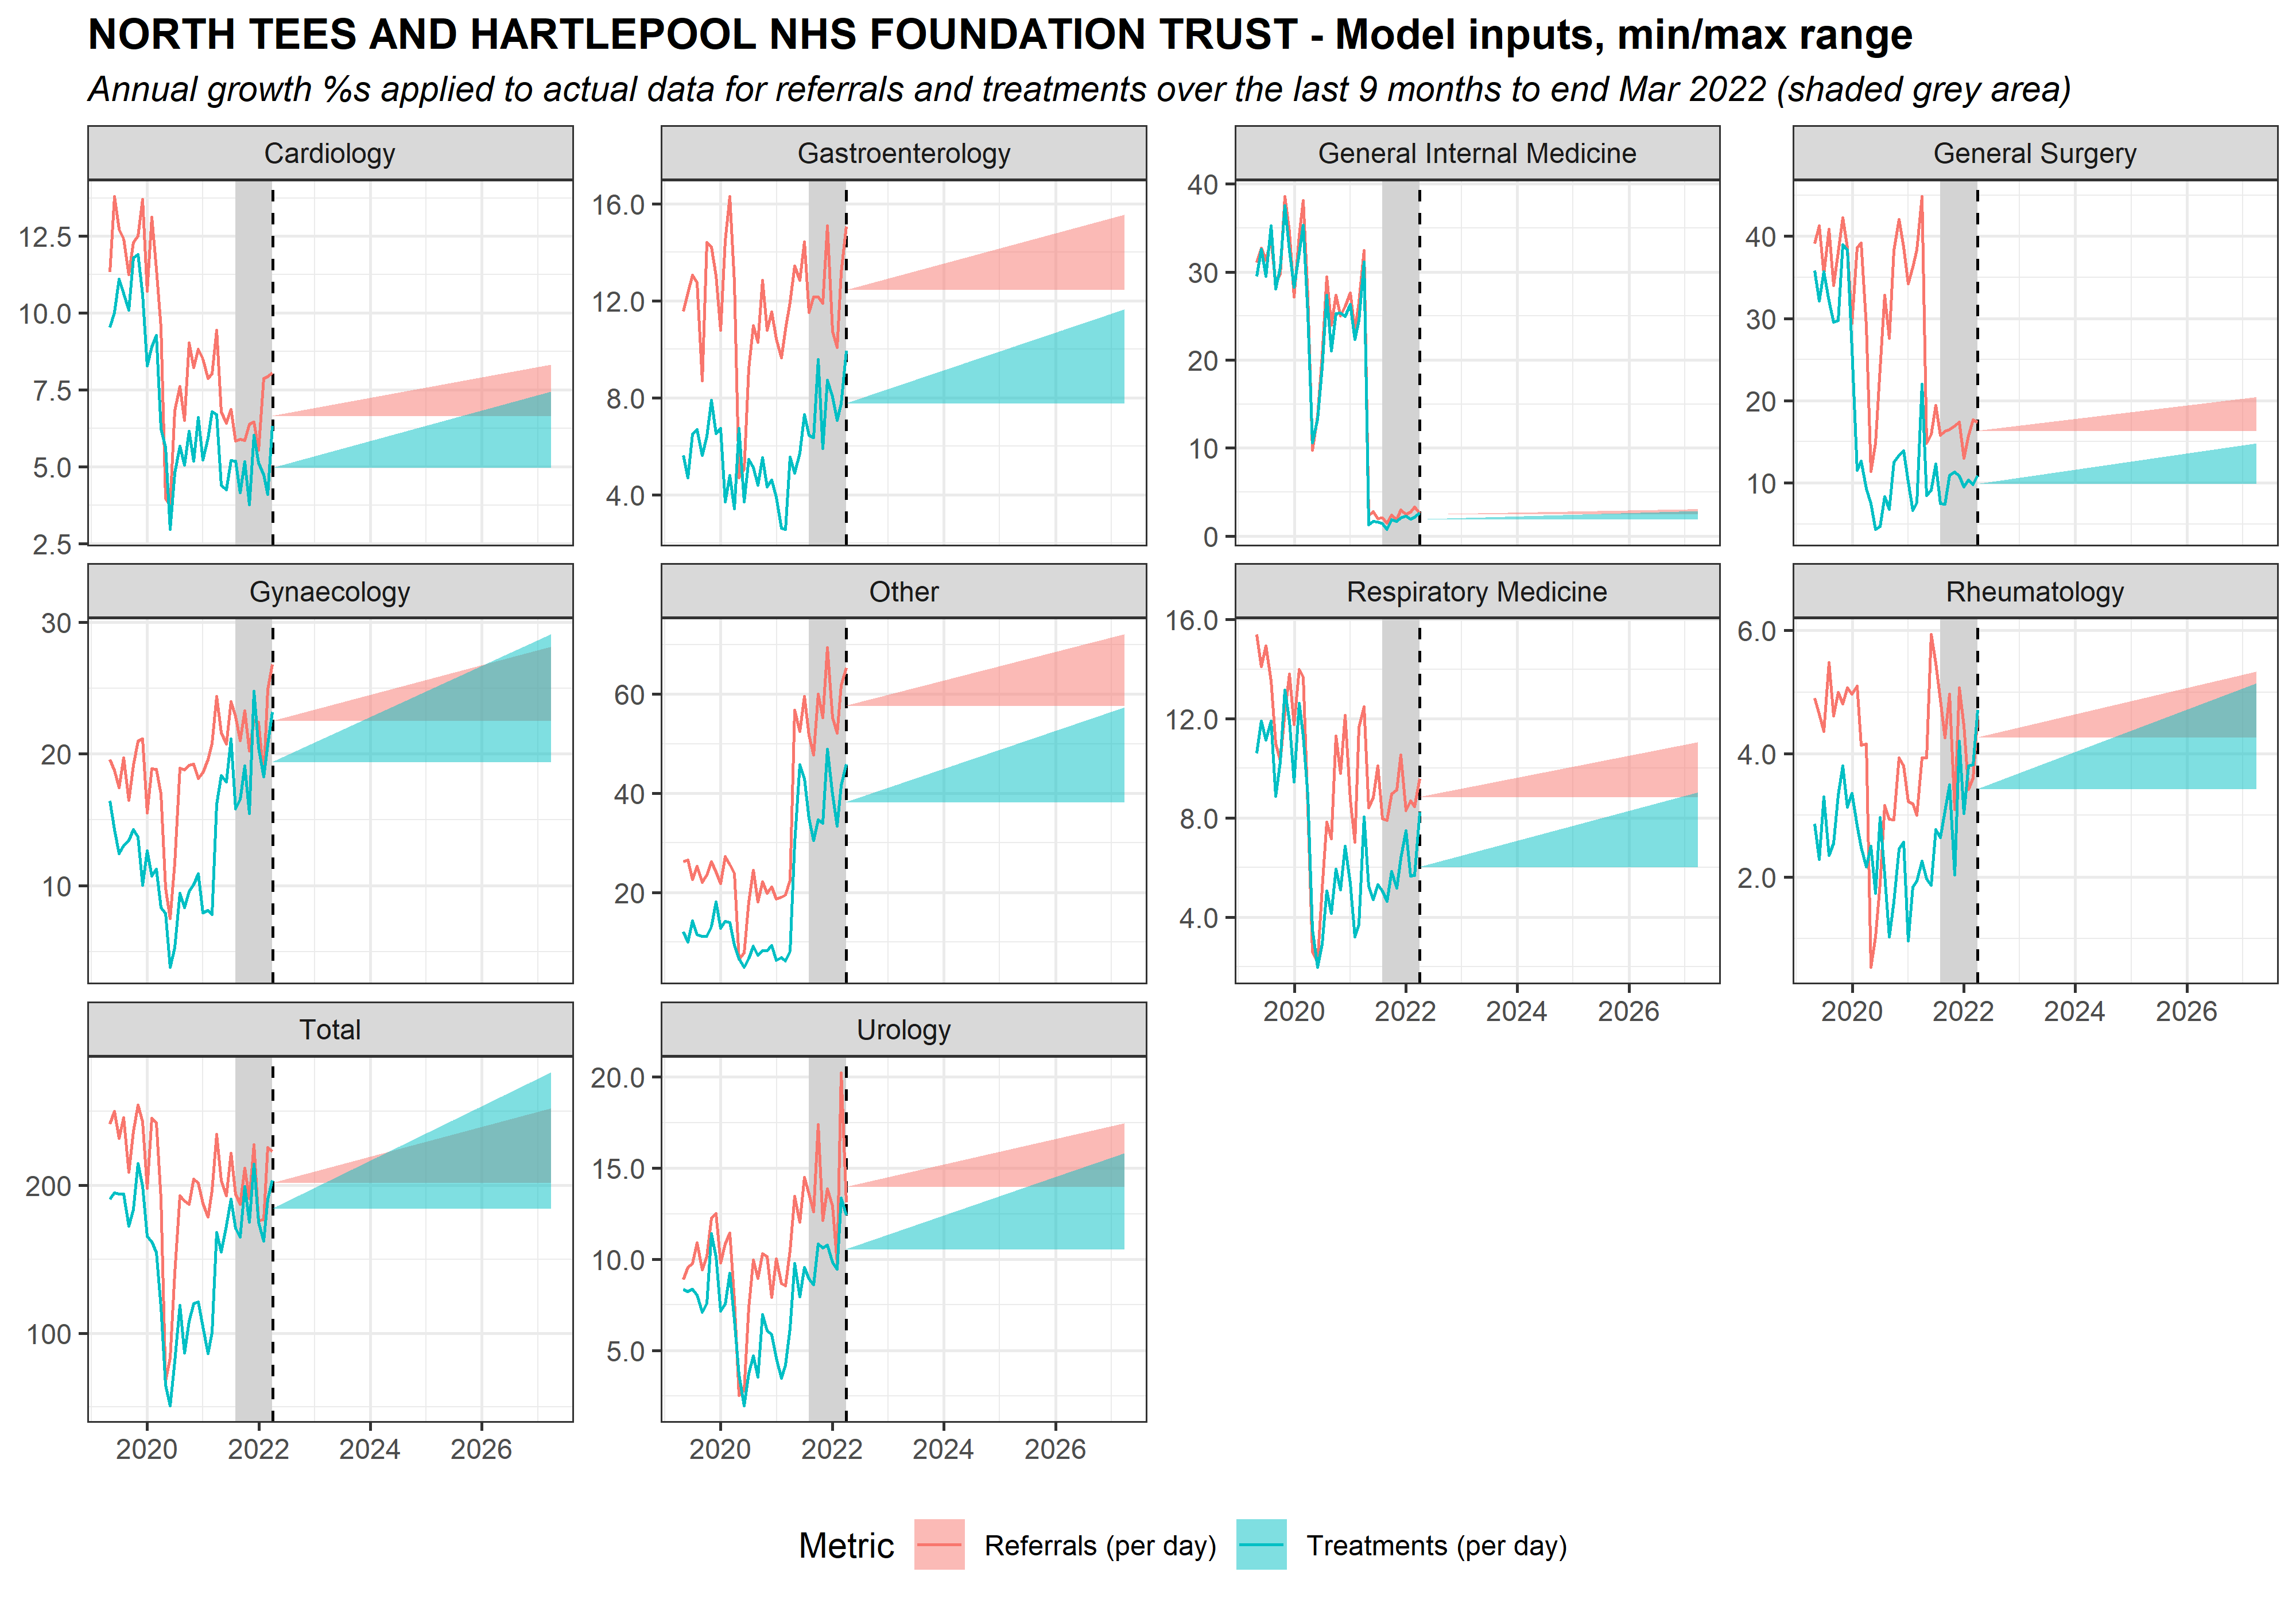 NORTH TEES AND HARTLEPOOL NHS FOUNDATION TRUST - Model inputs, min/max range
Annual growth %s applied to actual data for referrals and treatments over the last 9 months to end Mar 2022 (shaded grey area)
Cardiology
12.5
10.0
7.5
5.0
2.5
Gastroenterology
16.0
12.0
8.0
4.0
General Internal Medicine
40
30
20
10
0
General Surgery
40
30
20
10
Gynaecology
30
20
10
Other
60
40
20
Respiratory Medicine
16.0
12.0
8.0
4.0
2020 2022 2024 2026
Rheumatology
6.0
4.0
2.0
2020 2022 2024 2026
Total
200
100
2020 2022 2024 2026
Urology
20.0
15.0
10.0
5.0
2020 2022 2024 2026
Metric Referrals (per day) Treatments (per day)